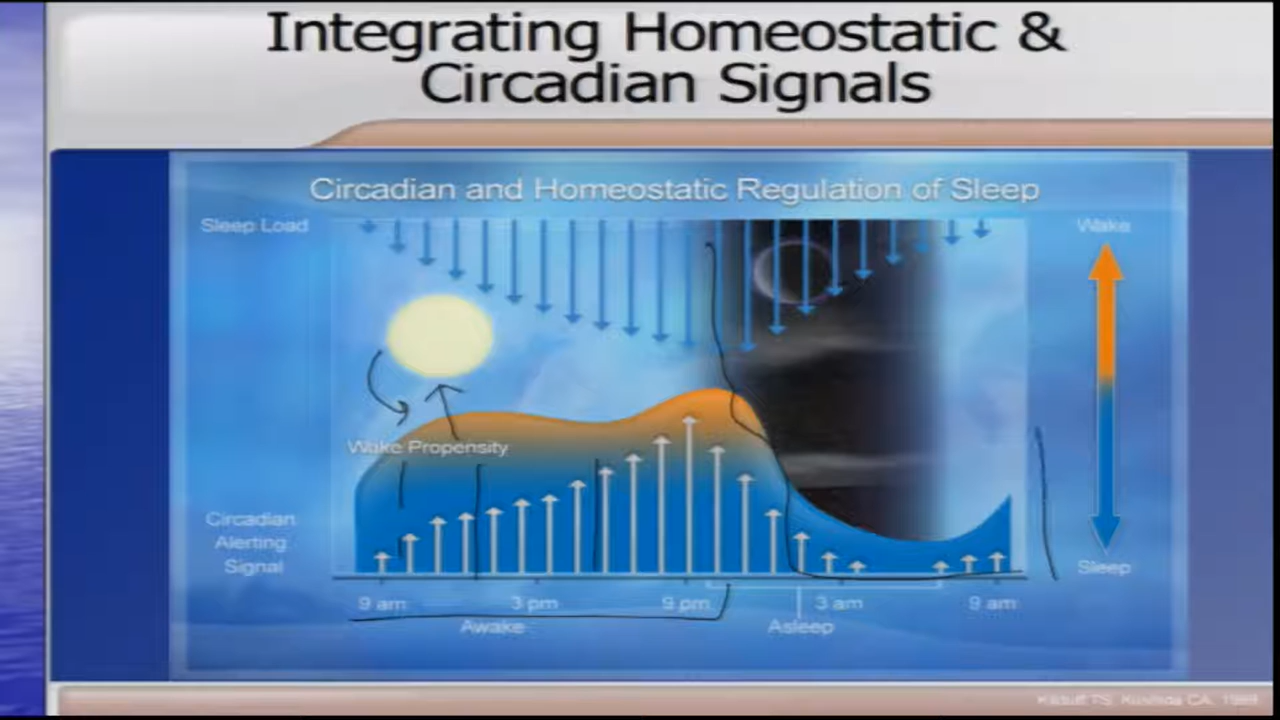 Integrating Homeostatic &
Circadian Signals
Circadian and Homeostatic Regulation of Sleep
Sleep Load
Wake
Wake Propensity
Circadian
Alerting
Signal
Sleep
9 am
3 pm
9 pm
3 am
9 am
Awake
Asleep